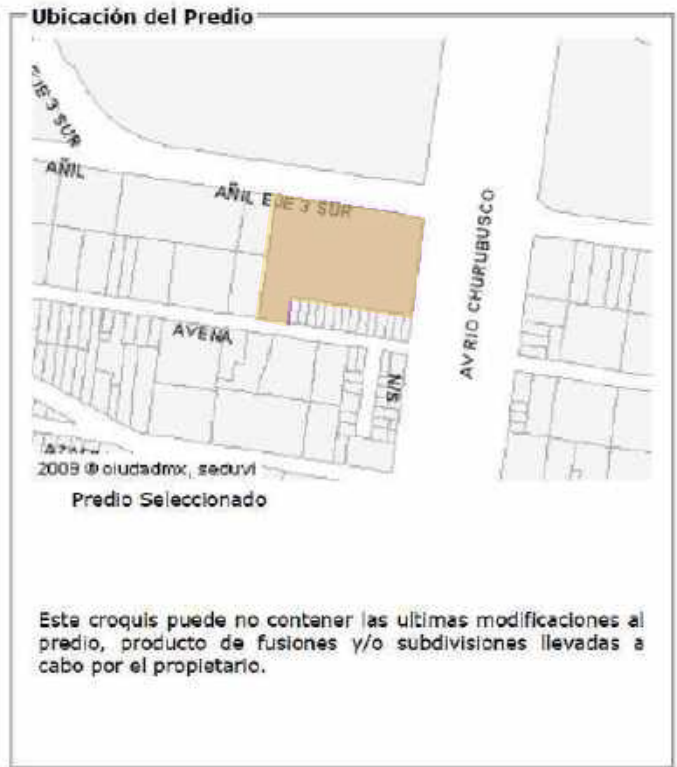 Ubicación del Predio
EJE 3 SUR
AÑIL
AÑIL EJE 3 SUR
AV RIO CHURUBUSCO
AVENA
S/N
2009 © ciudadmx, seduvi
Predio Seleccionado
Este croquis puede no contener las ultimas modificaciones al
predio, producto de fusiones y/o subdivisiones llevadas a
cabo por el propietario.